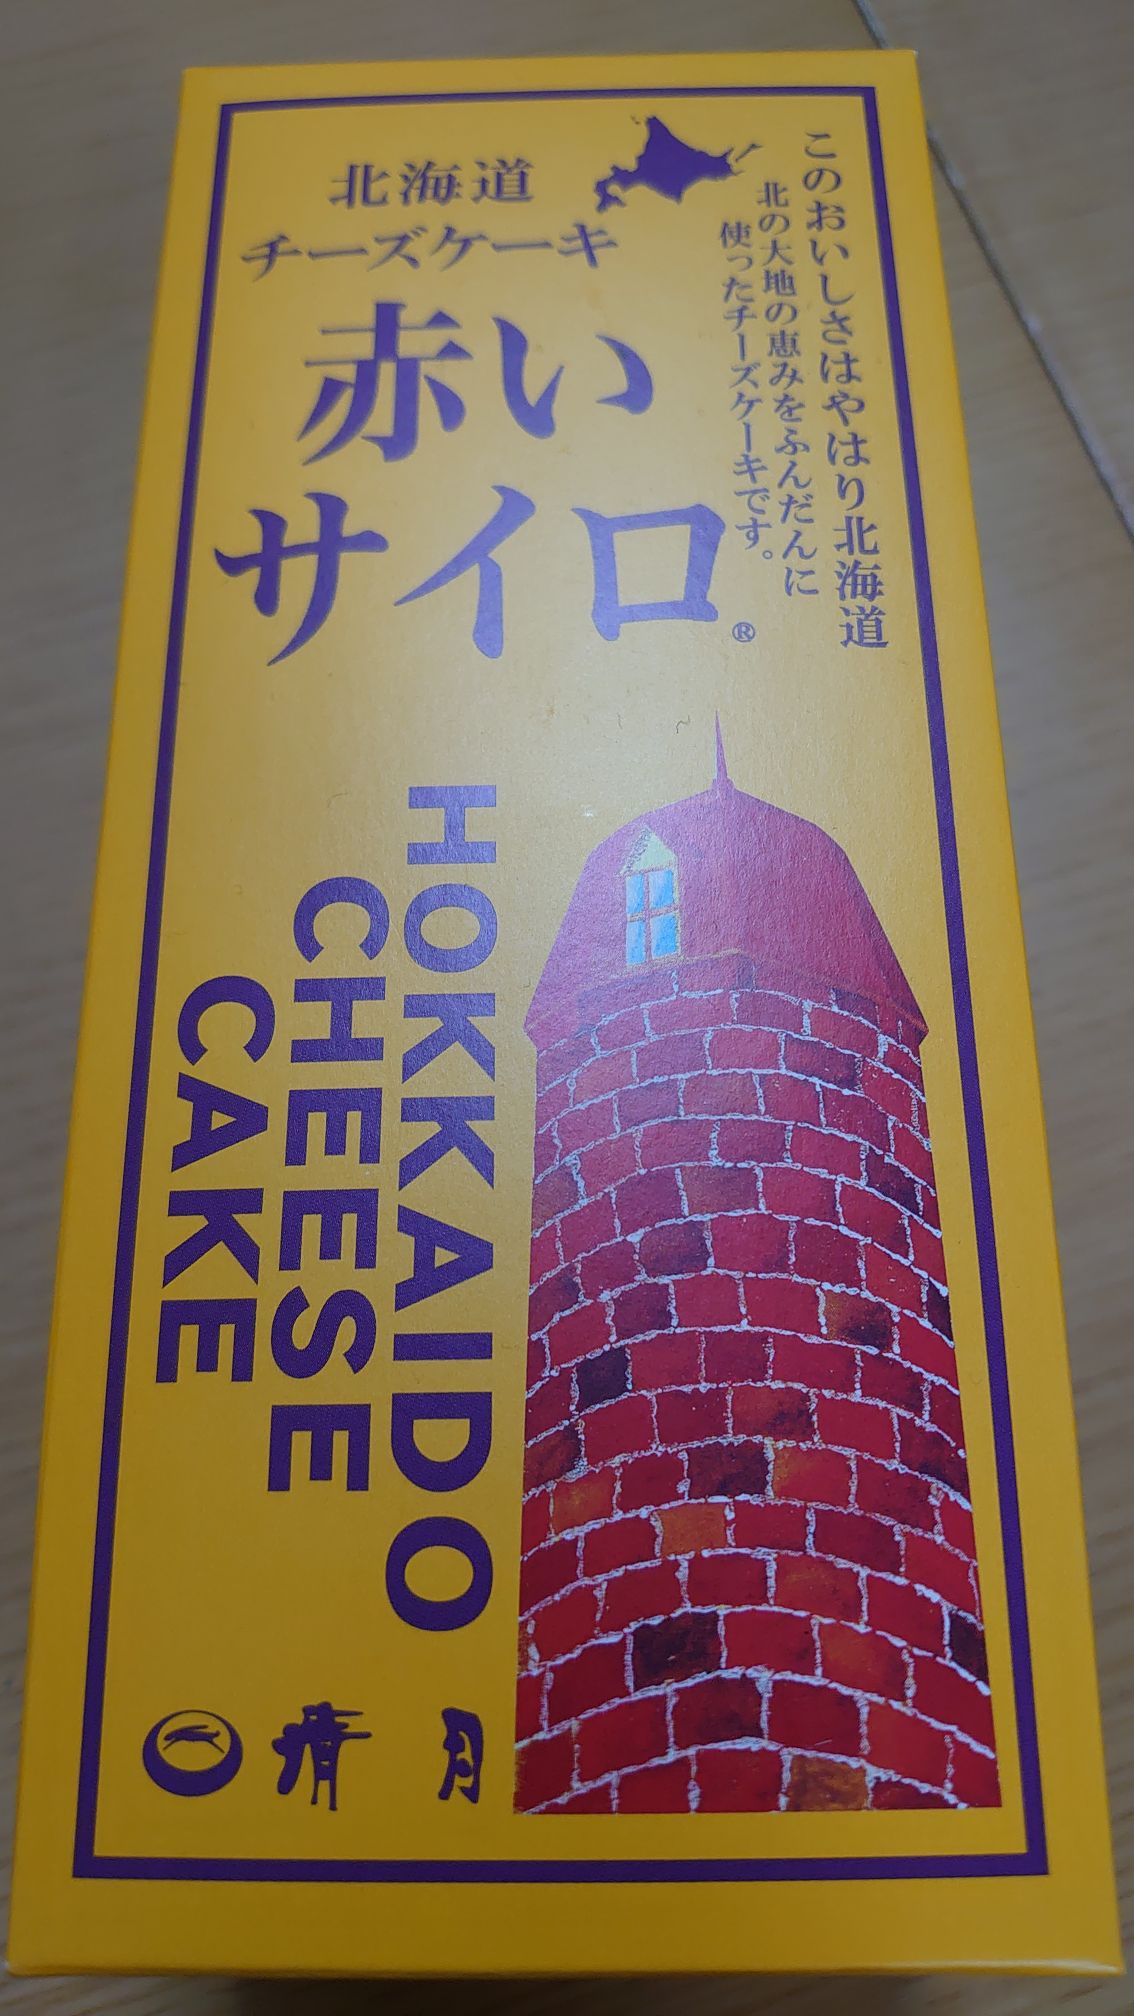 このおいしさはやはり北海道
北の大地の恵みをふんだんに
使ったチーズケーキです。
北海道
チーズケーキ
赤い
サイロ®
HOKKAIDO
CHEESE
CAKE
清月